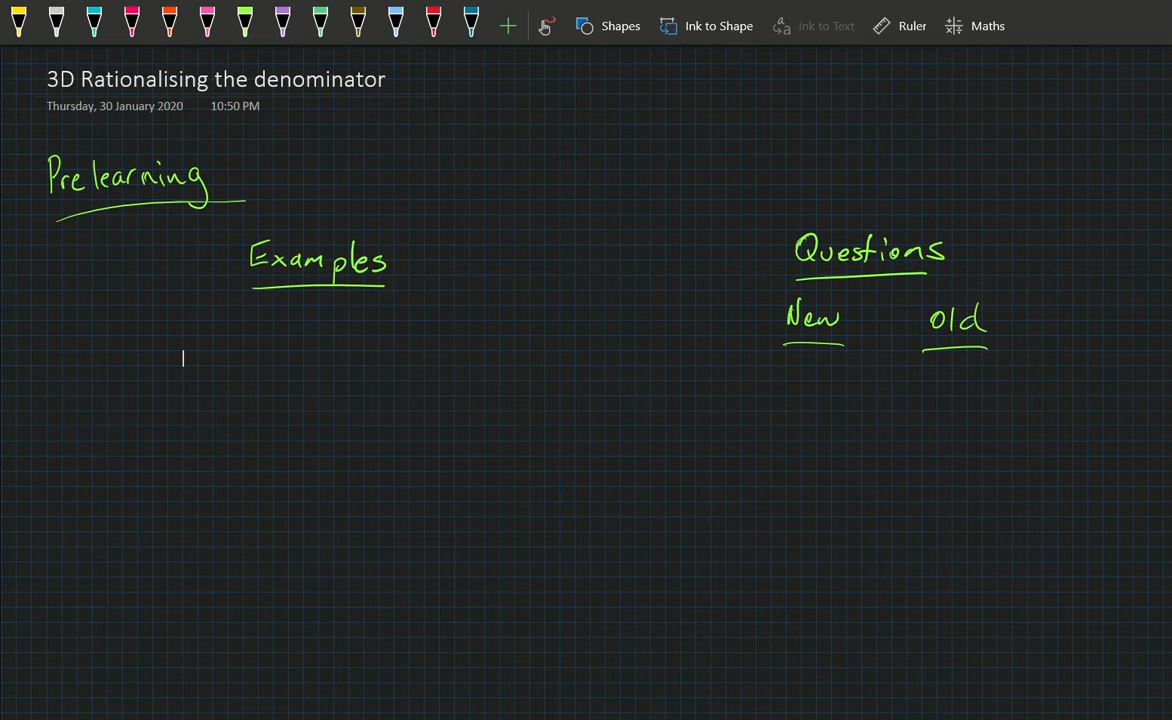 Shapes Ink to Shape Ink to Text Ruler Maths
3D Rationalising the denominator
Thursday, 30 January 2020 10:50 PM
Prelearning
Examples
Questions
New Old